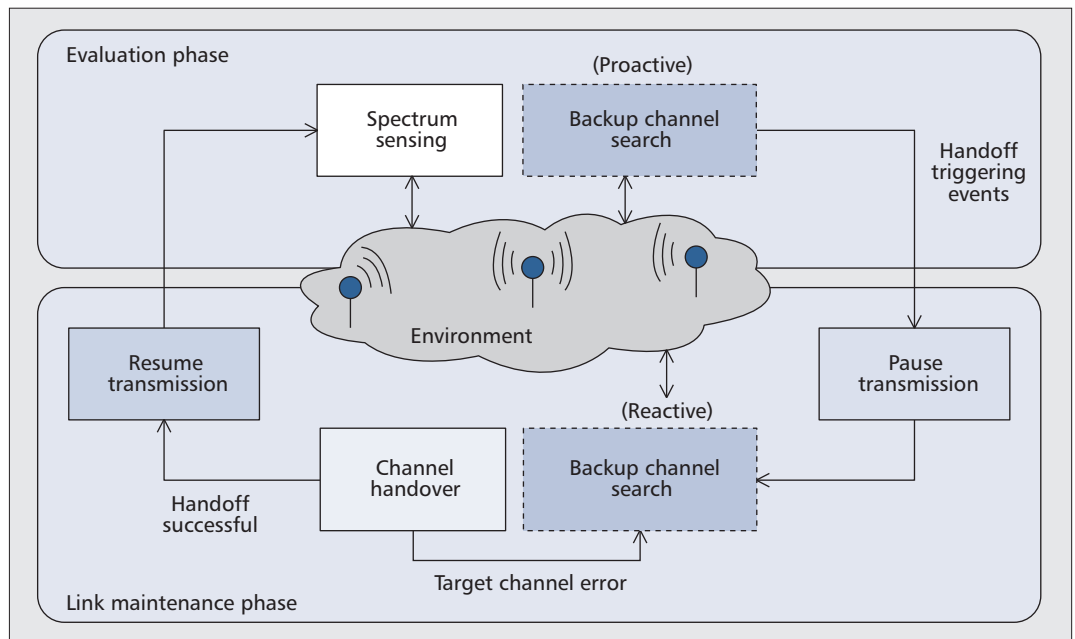 Evaluation phase
(Proactive)
Spectrum
sensing
Backup channel
search
Handoff
triggering
events
Environment
Resume
transmission
Pause
transmission
(Reactive)
Channel
handover
Backup channel
search
Handoff
successful
Target channel error
Link maintenance phase